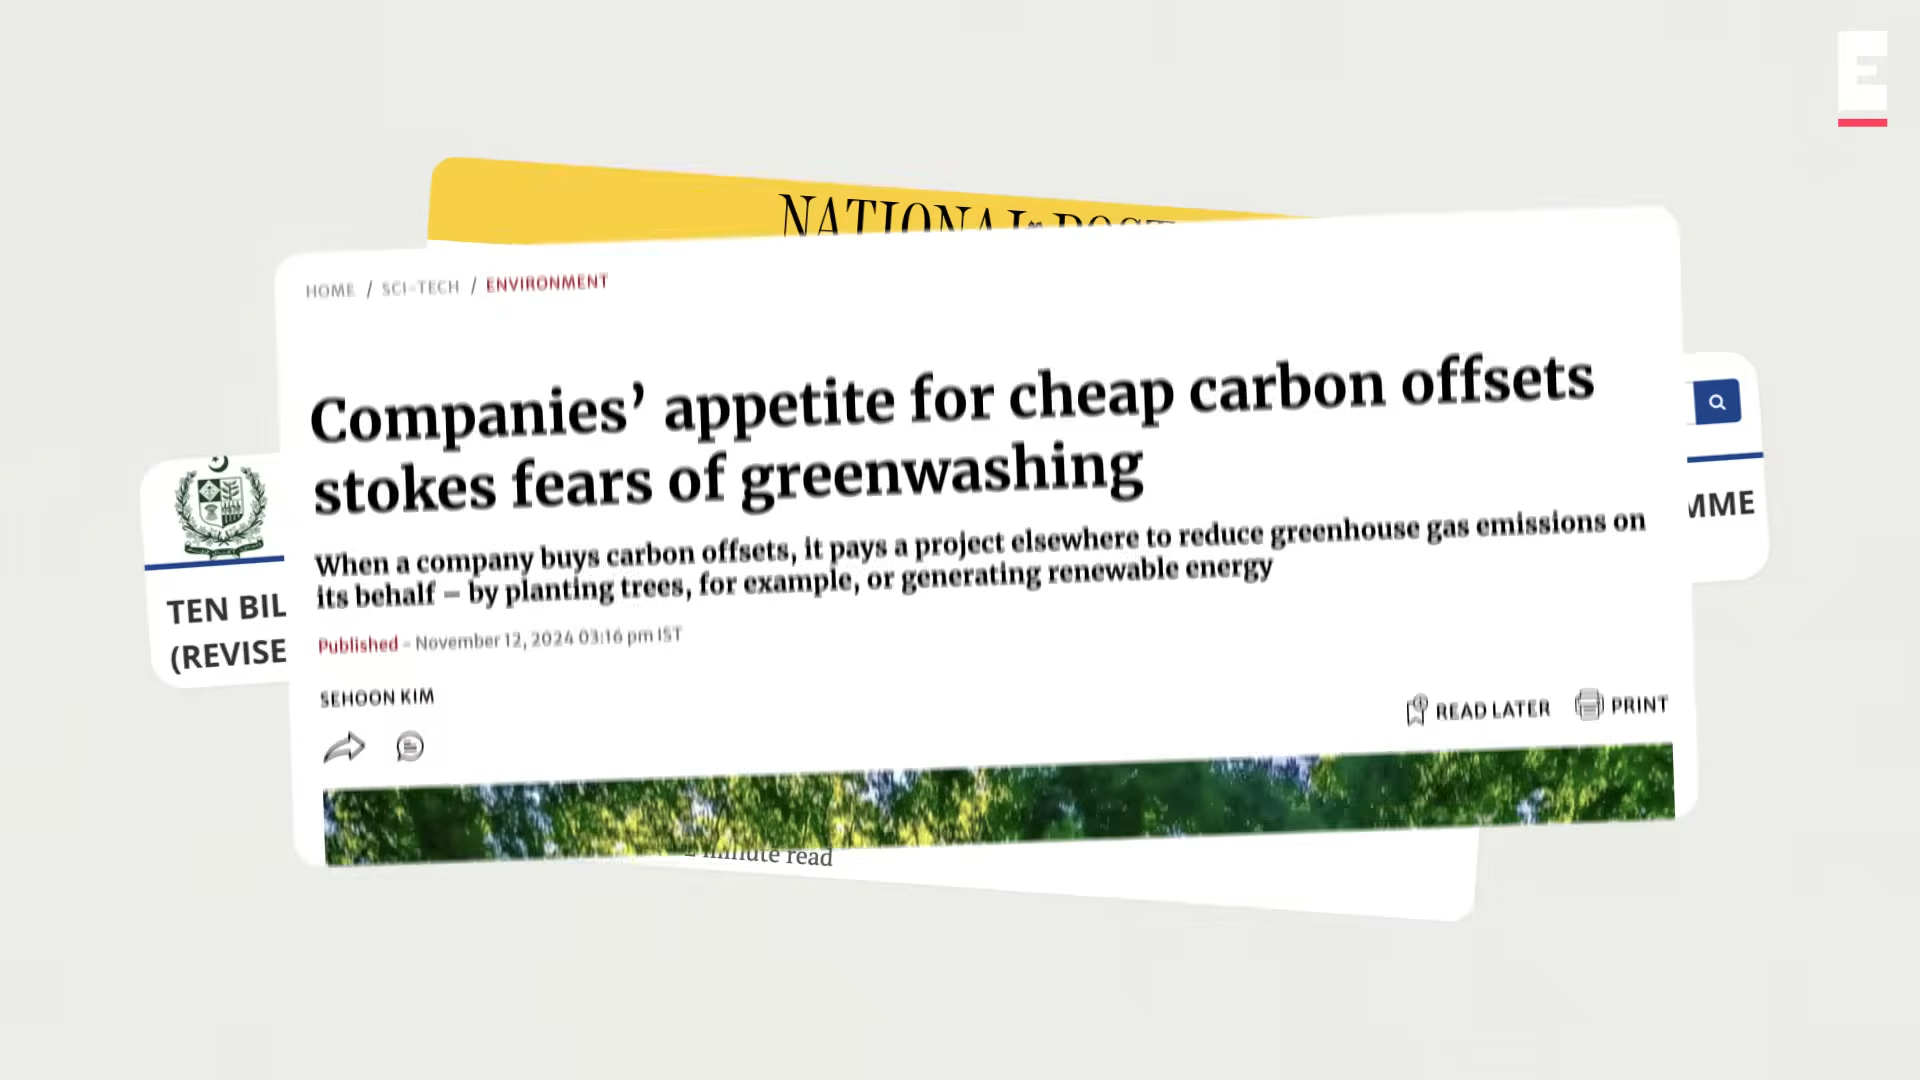 E
NATIONAL POST
HOME / SCI-TECH / ENVIRONMENT
Companies’ appetite for cheap carbon offsets
stokes fears of greenwashing
When a company buys carbon offsets, it pays a project elsewhere to reduce greenhouse gas emissions on
its behalf – by planting trees, for example, or generating renewable energy
Published - November 12, 2024 03:16 pm IST
SEHOON KIM
READ LATER PRINT
TEN BIL
(REVISE
MME
minute read